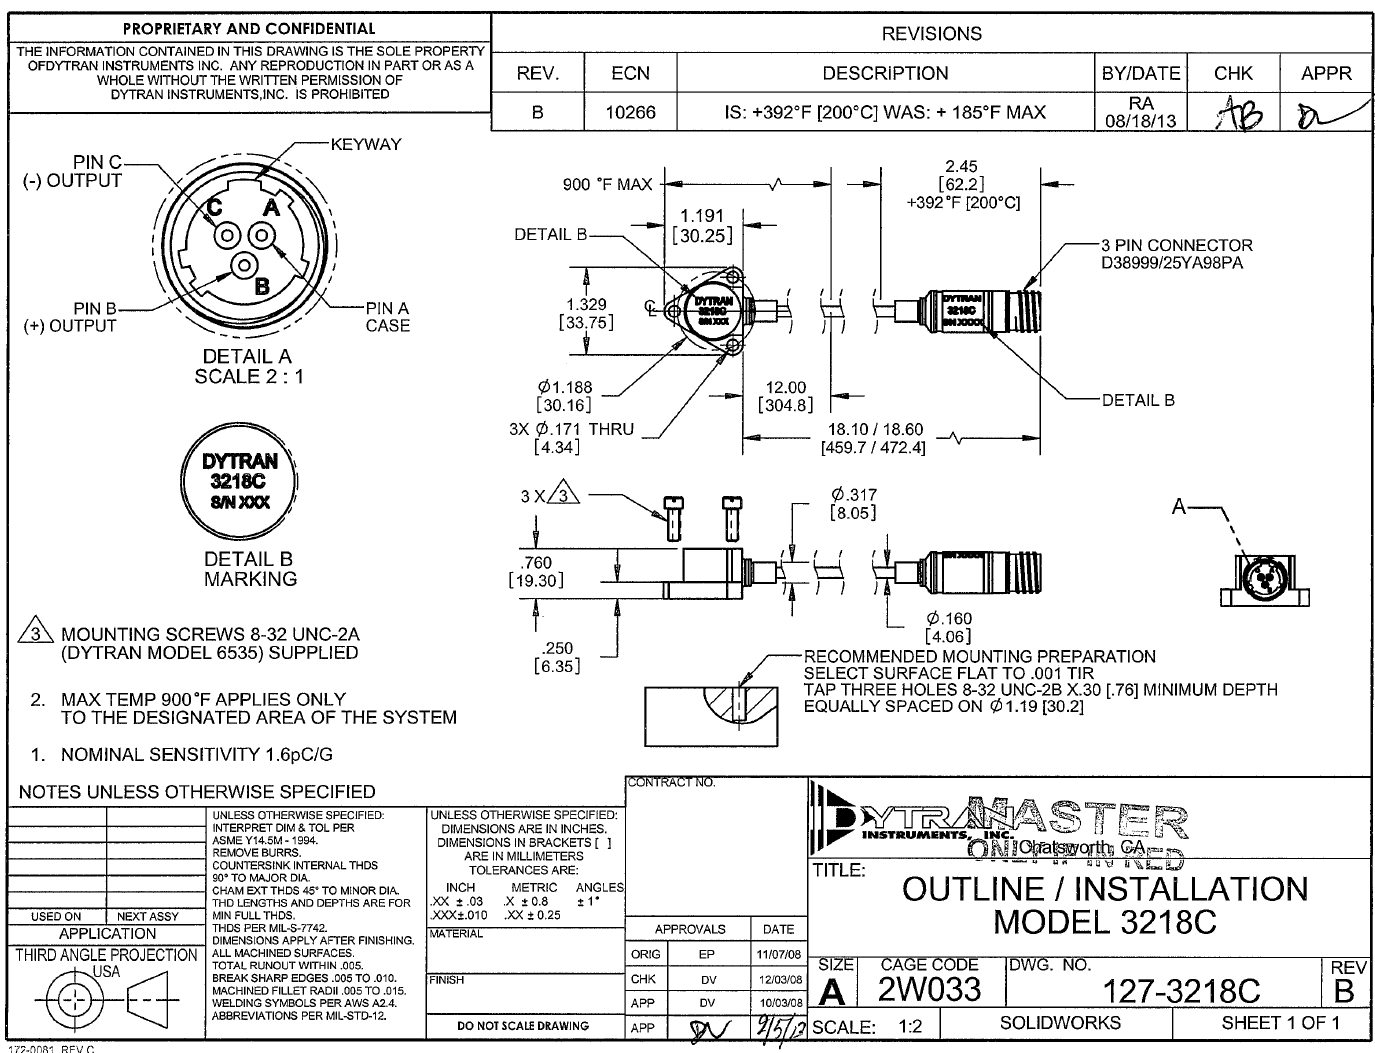 PROPRIETARY AND CONFIDENTIAL
THE INFORMATION CONTAINED IN THIS DRAWING IS THE SOLE PROPERTY
OFDYTRAN INSTRUMENTS INC. ANY REPRODUCTION IN PART OR AS A
WHOLE WITHOUT THE WRITTEN PERMISSION OF
DYTRAN INSTRUMENTS,INC. IS PROHIBITED
REVISIONS
REV. ECN DESCRIPTION BY/DATE CHK APPR
B 10266 IS: +392°F [200°C] WAS: + 185°F MAX RA 08/18/13 AB
KEYWAY
PIN C
(-) OUTPUT
C A
B
PIN B
(+) OUTPUT
PIN A
CASE
DETAIL A
SCALE 2 : 1
DYTRAN
3218C
S/N XXX
DETAIL B
MARKING
900 °F MAX
2.45
[62.2]
+392°F [200°C]
1.191
[30.25]
DETAIL B
3 PIN CONNECTOR
D38999/25YA98PA
1.329
[33.75]
℄
DYTRAN
3218C
S/N XXX
DYTRAN
3218C
S/N XXXX
Ø1.188
[30.16]
12.00
[304.8]
DETAIL B
3X Ø.171 THRU
[4.34]
18.10 / 18.60
[459.7 / 472.4]
3 X 3
Ø.317
[8.05]
A
.760
[19.30]
.250
[6.35]
Ø.160
[4.06]
RECOMMENDED MOUNTING PREPARATION
SELECT SURFACE FLAT TO .001 TIR
TAP THREE HOLES 8-32 UNC-2B X.30 [.76] MINIMUM DEPTH
EQUALLY SPACED ON Ø1.19 [30.2]
3 MOUNTING SCREWS 8-32 UNC-2A
(DYTRAN MODEL 6535) SUPPLIED
2. MAX TEMP 900°F APPLIES ONLY
TO THE DESIGNATED AREA OF THE SYSTEM
1. NOMINAL SENSITIVITY 1.6pC/G
NOTES UNLESS OTHERWISE SPECIFIED
USED ON NEXT ASSY
APPLICATION
THIRD ANGLE PROJECTION
USA
UNLESS OTHERWISE SPECIFIED:
INTERPRET DIM & TOL PER
ASME Y14.5M - 1994.
REMOVE BURRS.
COUNTERSINK INTERNAL THDS
90° TO MAJOR DIA.
CHAM EXT THDS 45° TO MINOR DIA.
THD LENGTHS AND DEPTHS ARE FOR
MIN FULL THDS.
THDS PER MIL-S-7742.
DIMENSIONS APPLY AFTER FINISHING.
ALL MACHINED SURFACES.
TOTAL RUNOUT WITHIN .005.
BREAK SHARP EDGES .005 TO .010.
MACHINED FILLET RADII .005 TO .015.
WELDING SYMBOLS PER AWS A2.4.
ABBREVIATIONS PER MIL-STD-12.
UNLESS OTHERWISE SPECIFIED:
DIMENSIONS ARE IN INCHES.
DIMENSIONS IN BRACKETS [ ]
ARE IN MILLIMETERS
TOLERANCES ARE:
INCH METRIC ANGLES
.XX ± .03 .X ± 0.8 ± 1°
.XXX±.010 .XX ± 0.25
MATERIAL
FINISH
DO NOT SCALE DRAWING
CONTRACT NO.
APPROVALS DATE
ORIG EP 11/07/08
CHK DV 12/03/08
APP DV 10/03/08
APP DV 9/5/13
DYTRAN
INSTRUMENTS, INC.
Chatsworth, CA
MASTER
ONLY IF IN RED
TITLE:
OUTLINE / INSTALLATION
MODEL 3218C
SIZE CAGE CODE DWG. NO. REV
A 2W033 127-3218C B
SCALE: 1:2 SOLIDWORKS SHEET 1 OF 1
172-0081 REV C